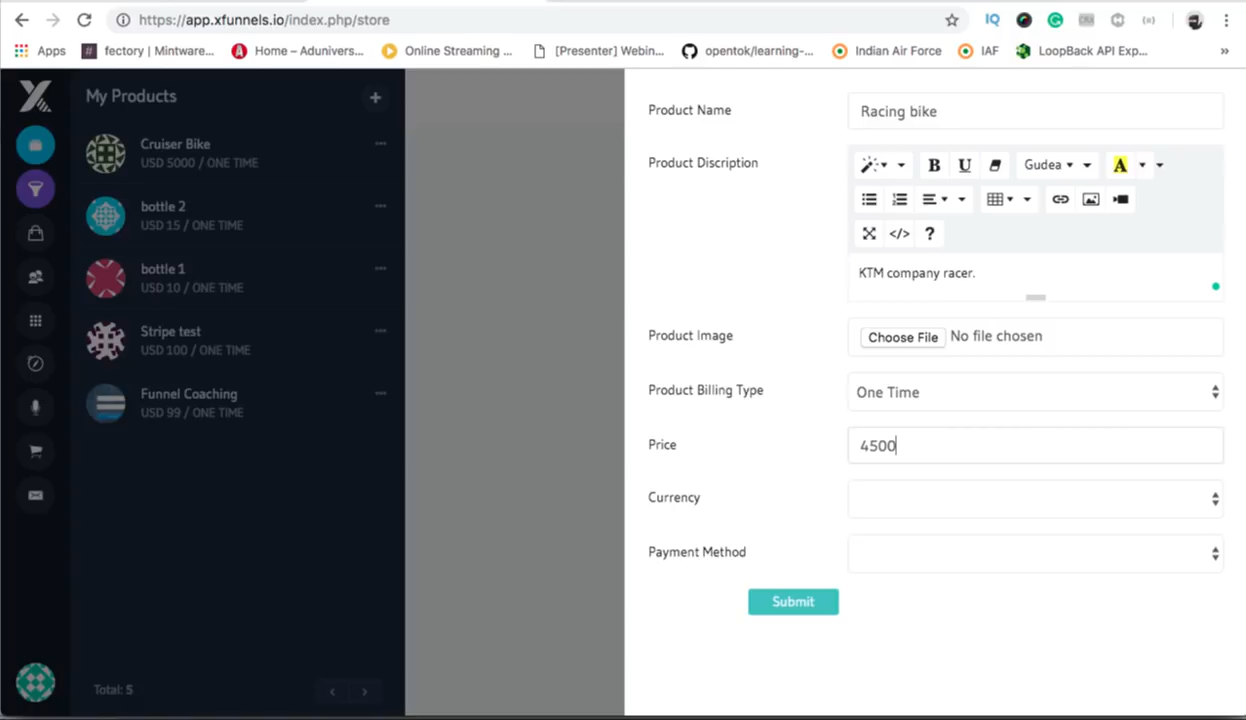 https://app.xfunnels.io/index.php/store
IQ
Apps
fectory | Mintware...
Home – Adunivers...
Online Streaming ...
[Presenter] Webin...
opentok/learning-...
Indian Air Force
IAF
LoopBack API Exp...
»
My Products
+
Cruiser Bike
USD 5000 / ONE TIME
bottle 2
USD 15 / ONE TIME
bottle 1
USD 10 / ONE TIME
Stripe test
USD 100 / ONE TIME
Funnel Coaching
USD 99 / ONE TIME
Total: 5
Product Name
Racing bike
Product Discription
B U Gudea A
</> ?
KTM company racer.
Product Image
Choose File No file chosen
Product Billing Type
One Time
Price
4500
Currency
Payment Method
Submit